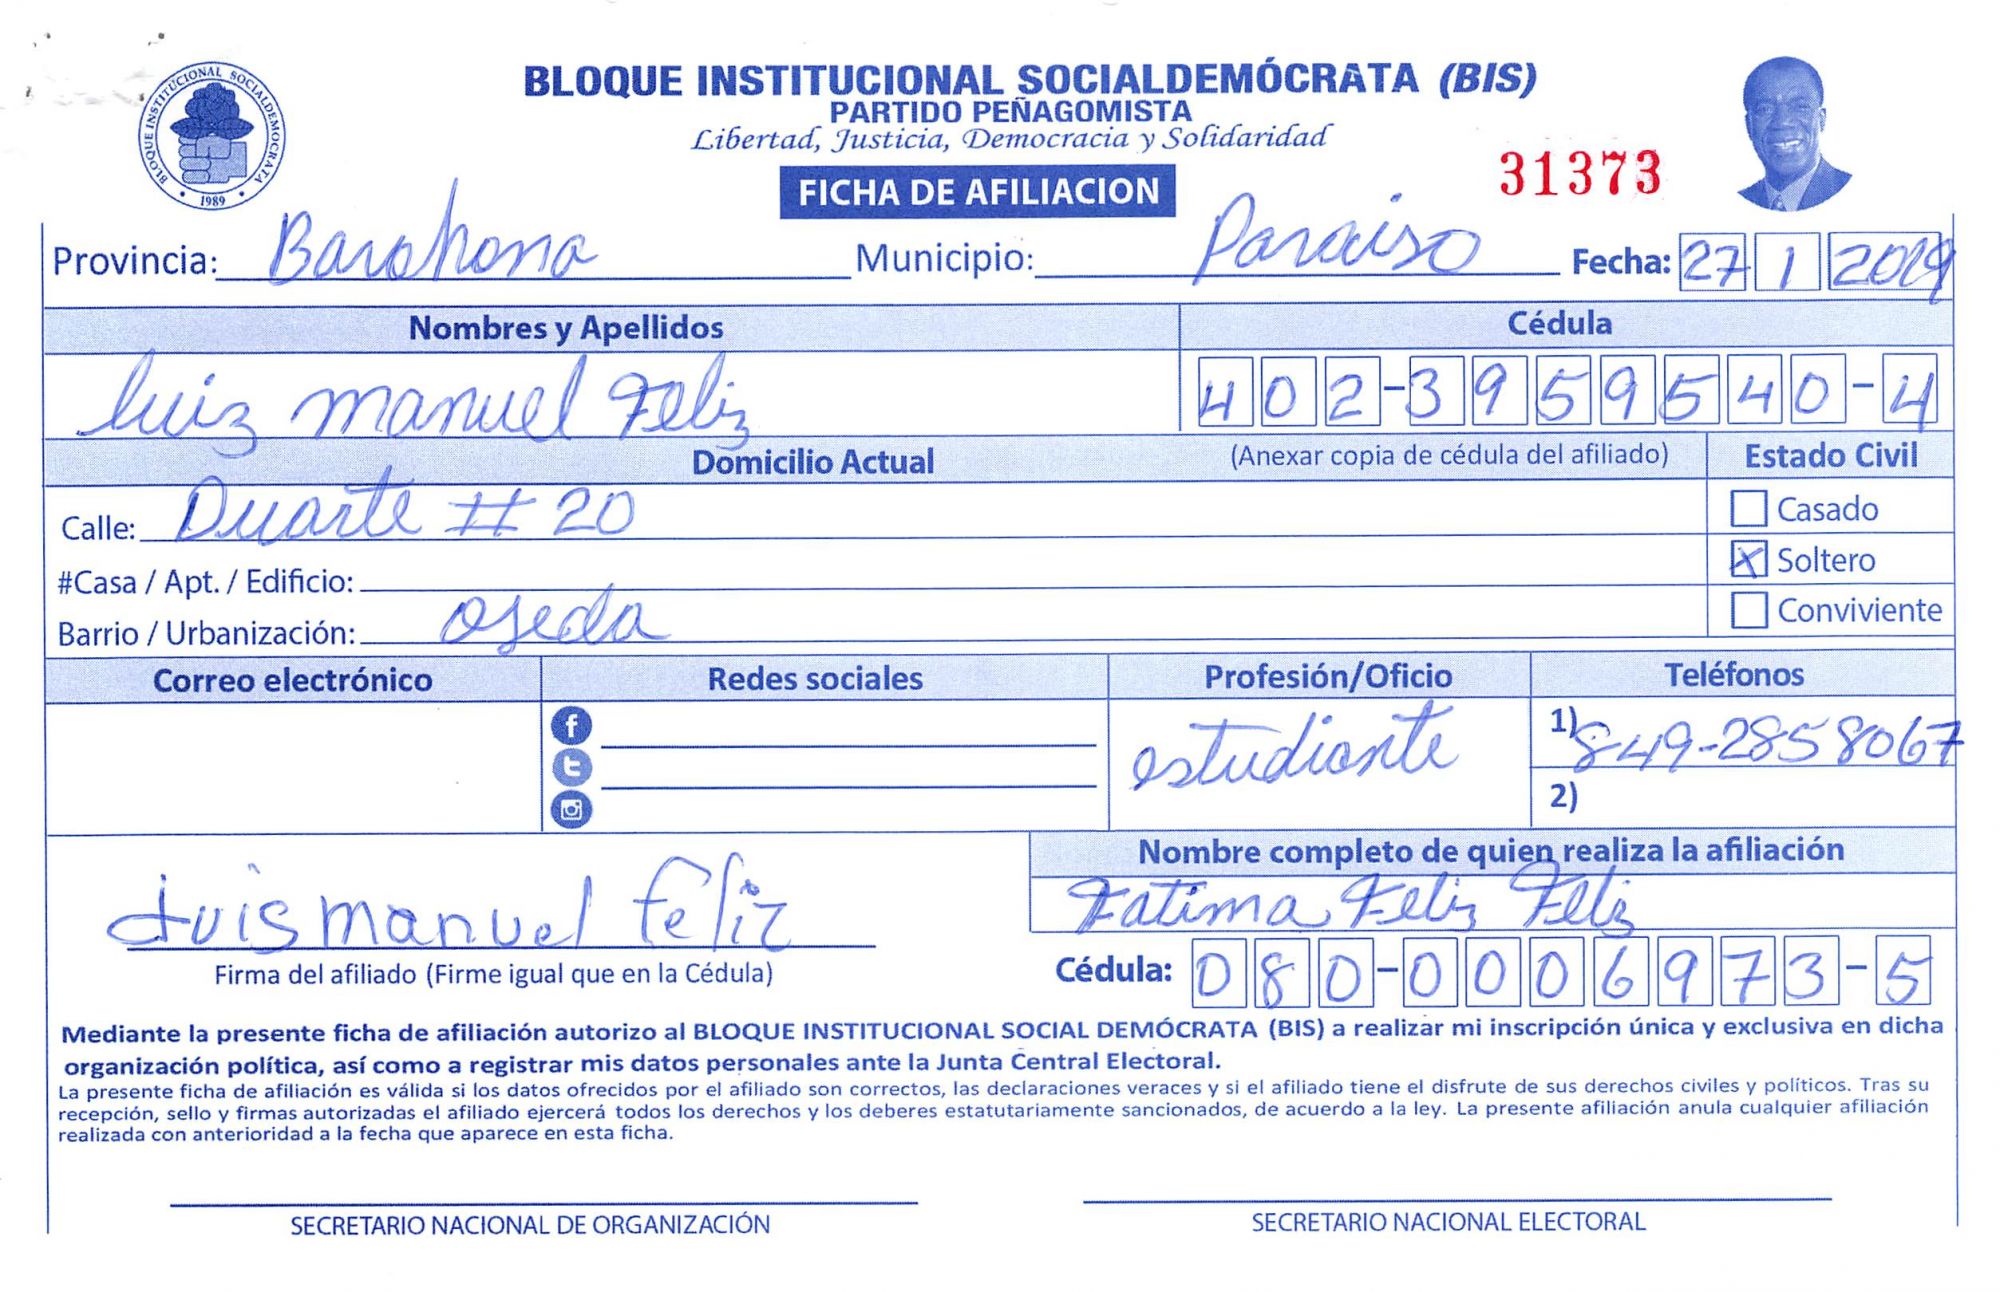 BLOQUE INSTITUCIONAL SOCIALDEMOCRATA
1989
BLOQUE INSTITUCIONAL SOCIALDEMÓCRATA (BIS)
PARTIDO PEÑAGOMISTA
Libertad, Justicia, Democracia y Solidaridad
FICHA DE AFILIACION
31373
Provincia: Barahona Municipio: Paraiso Fecha: 27 1 2019
Nombres y Apellidos Cédula
luiz manuel Feliz 402-3959540-4
Domicilio Actual (Anexar copia de cédula del afiliado) Estado Civil
Calle: Duarte # 20 Casado
#Casa / Apt. / Edificio: X Soltero
Barrio / Urbanización: Ojeda Conviviente
Correo electrónico Redes sociales Profesión/Oficio Teléfonos
estudiante 1) 849-2858067
2)
Nombre completo de quien realiza la afiliación
Luis manuel feliz Fatima Feliz Feliz
Firma del afiliado (Firme igual que en la Cédula) Cédula: 080-0006973-5
Mediante la presente ficha de afiliación autorizo al BLOQUE INSTITUCIONAL SOCIAL DEMÓCRATA (BIS) a realizar mi inscripción única y exclusiva en dicha
organización política, así como a registrar mis datos personales ante la Junta Central Electoral.
La presente ficha de afiliación es válida si los datos ofrecidos por el afiliado son correctos, las declaraciones veraces y si el afiliado tiene el disfrute de sus derechos civiles y políticos. Tras su
recepción, sello y firmas autorizadas el afiliado ejercerá todos los derechos y los deberes estatutariamente sancionados, de acuerdo a la ley. La presente afiliación anula cualquier afiliación
realizada con anterioridad a la fecha que aparece en esta ficha.
SECRETARIO NACIONAL DE ORGANIZACIÓN SECRETARIO NACIONAL ELECTORAL